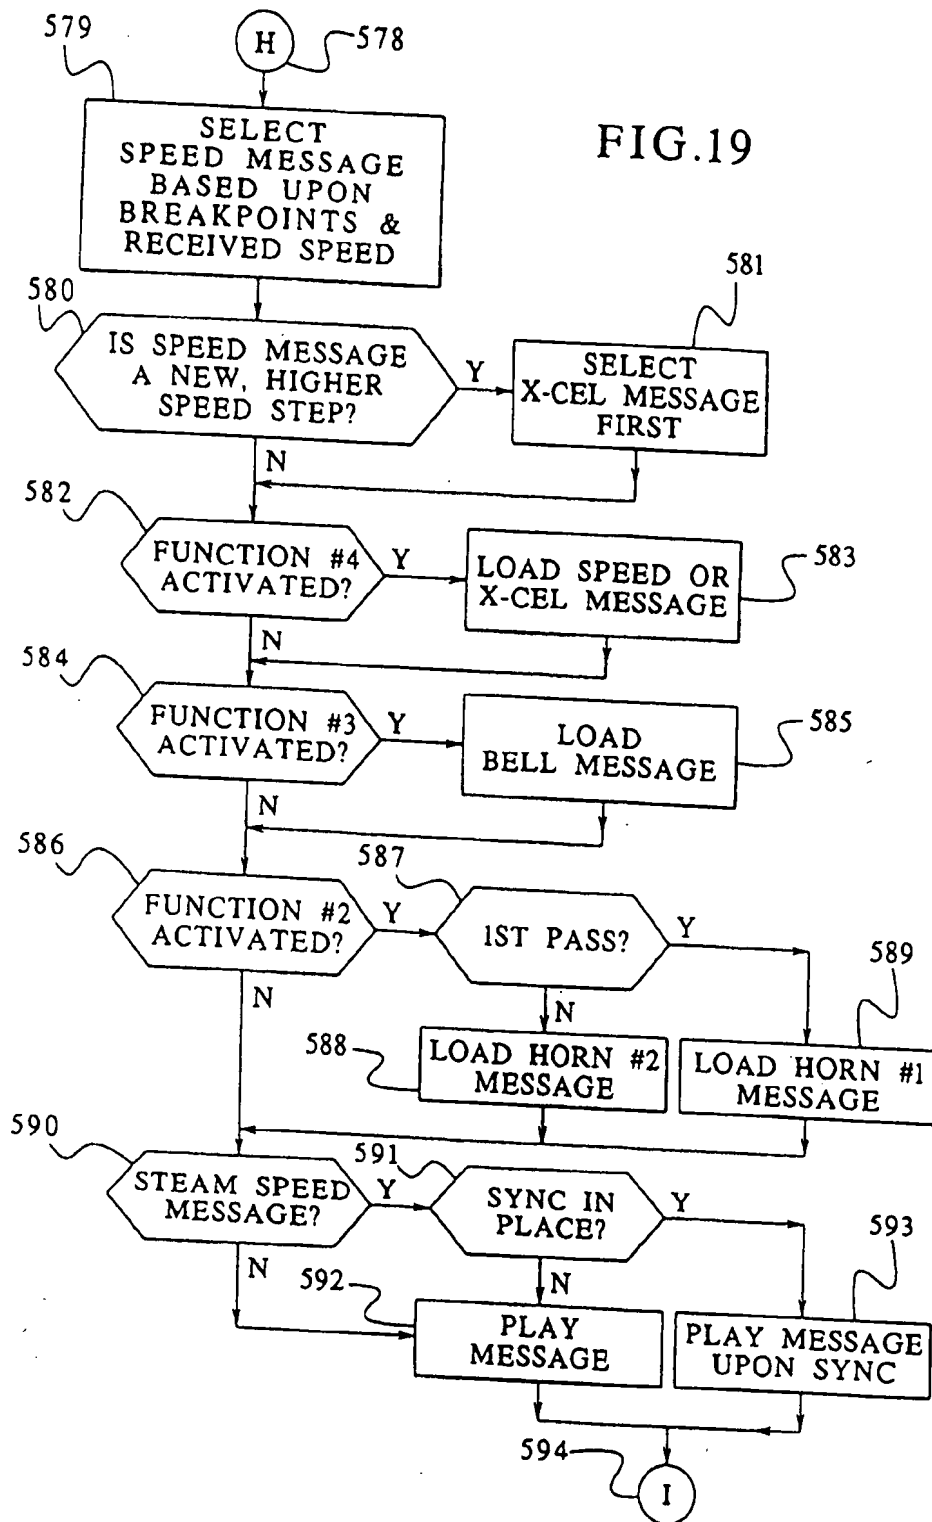 579
H
578
FIG.19
SELECT
SPEED MESSAGE
BASED UPON
BREAKPOINTS &
RECEIVED SPEED
580
IS SPEED MESSAGE
A NEW, HIGHER
SPEED STEP?
Y
581
SELECT
X-CEL MESSAGE
FIRST
N
582
FUNCTION #4
ACTIVATED?
Y
LOAD SPEED OR
X-CEL MESSAGE
583
N
584
FUNCTION #3
ACTIVATED?
Y
LOAD
BELL MESSAGE
585
N
586
FUNCTION #2
ACTIVATED?
Y
587
1ST PASS?
Y
589
N
N
588
LOAD HORN #2
MESSAGE
LOAD HORN #1
MESSAGE
590
STEAM SPEED
MESSAGE?
Y
591
SYNC IN
PLACE?
Y
593
N
592
N
PLAY
MESSAGE
PLAY MESSAGE
UPON SYNC
594
I